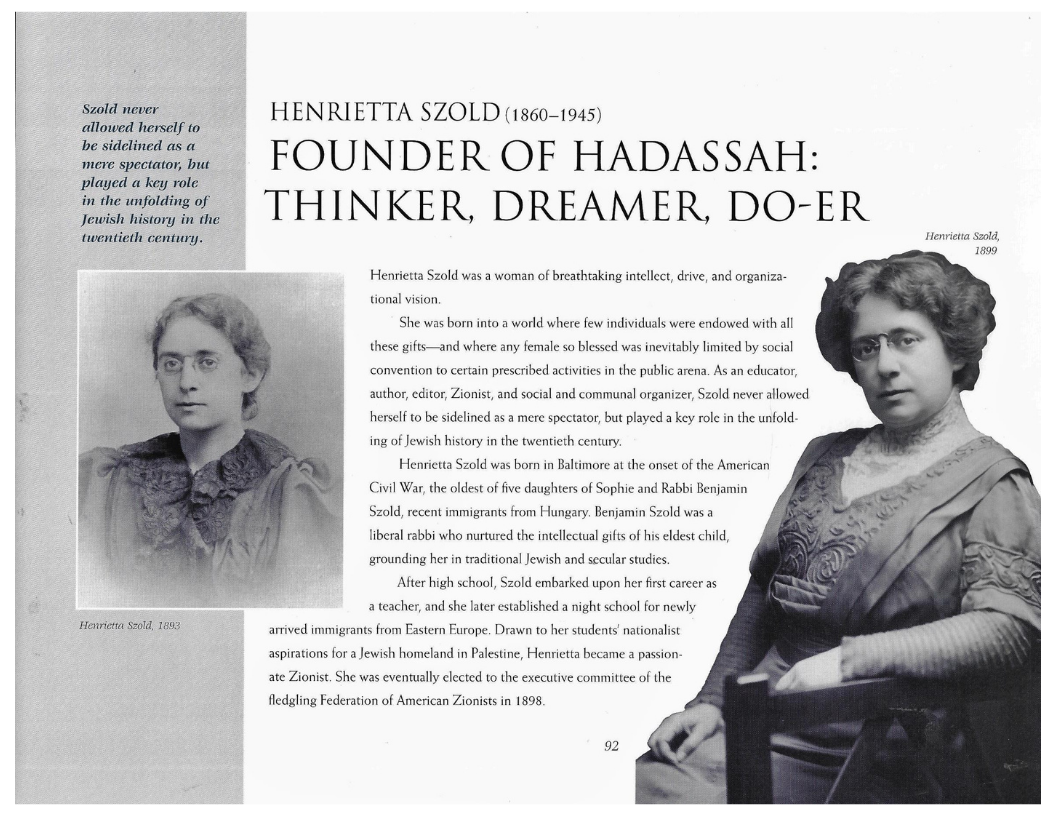 Szold never
allowed herself to
be sidelined as a
mere spectator, but
played a key role
in the unfolding of
Jewish history in the
twentieth century.
HENRIETTA SZOLD (1860–1945)
FOUNDER OF HADASSAH:
THINKER, DREAMER, DO-ER
Henrietta Szold,
1899
Henrietta Szold was a woman of breathtaking intellect, drive, and organiza-
tional vision.
She was born into a world where few individuals were endowed with all
these gifts—and where any female so blessed was inevitably limited by social
convention to certain prescribed activities in the public arena. As an educator,
author, editor, Zionist, and social and communal organizer, Szold never allowed
herself to be sidelined as a mere spectator, but played a key role in the unfold-
ing of Jewish history in the twentieth century.
Henrietta Szold was born in Baltimore at the onset of the American
Civil War, the oldest of five daughters of Sophie and Rabbi Benjamin
Szold, recent immigrants from Hungary. Benjamin Szold was a
liberal rabbi who nurtured the intellectual gifts of his eldest child,
grounding her in traditional Jewish and secular studies.
After high school, Szold embarked upon her first career as
a teacher, and she later established a night school for newly
arrived immigrants from Eastern Europe. Drawn to her students' nationalist
aspirations for a Jewish homeland in Palestine, Henrietta became a passion-
ate Zionist. She was eventually elected to the executive committee of the
fledgling Federation of American Zionists in 1898.
Henrietta Szold, 1893
92